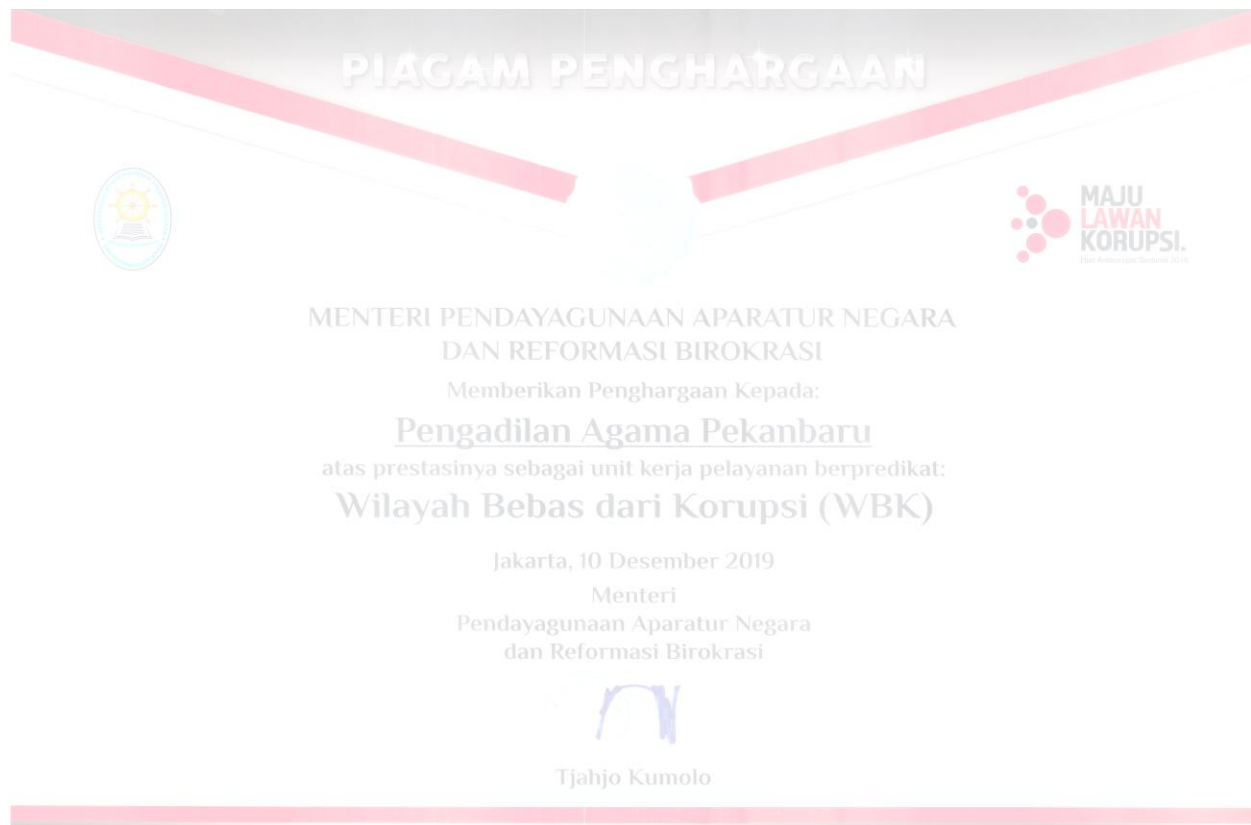 PIAGAM PENGHARGAAN
MAJU
LAWAN
KORUPSI.
MENTERI PENDAYAGUNAAN APARATUR NEGARA
DAN REFORMASI BIROKRASI
Memberikan Penghargaan Kepada:
Pengadilan Agama Pekanbaru
atas prestasinya sebagai unit kerja pelayanan berpredikat:
Wilayah Bebas dari Korupsi (WBK)
Jakarta, 10 Desember 2019
Menteri
Pendayagunaan Aparatur Negara
dan Reformasi Birokrasi
Tjahjo Kumolo